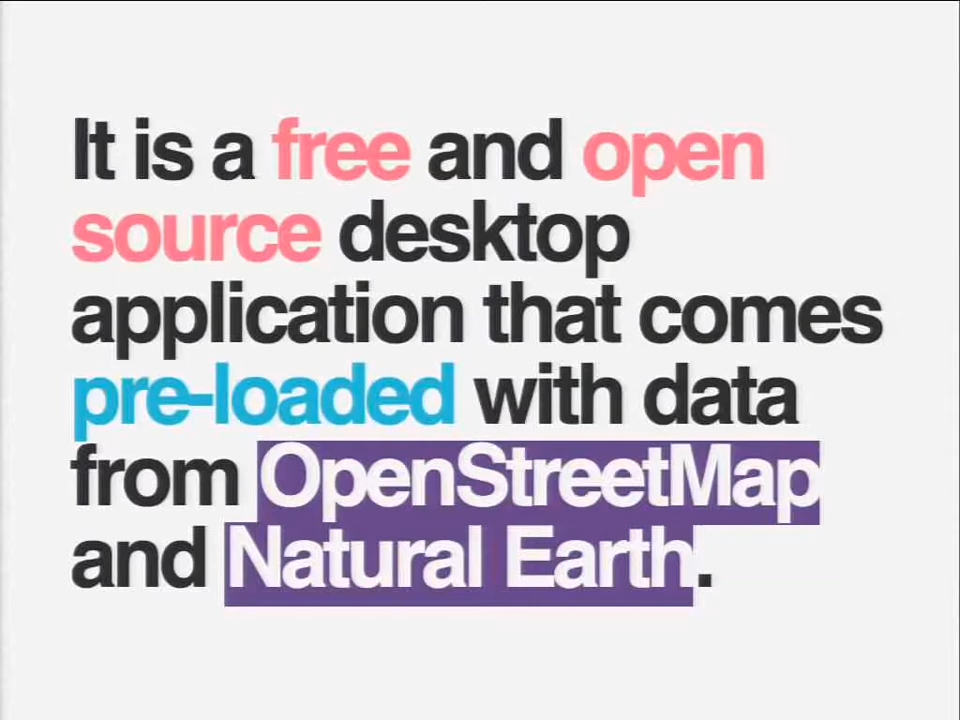 It is a free and open
source desktop
application that comes
pre-loaded with data
from OpenStreetMap
and Natural Earth.